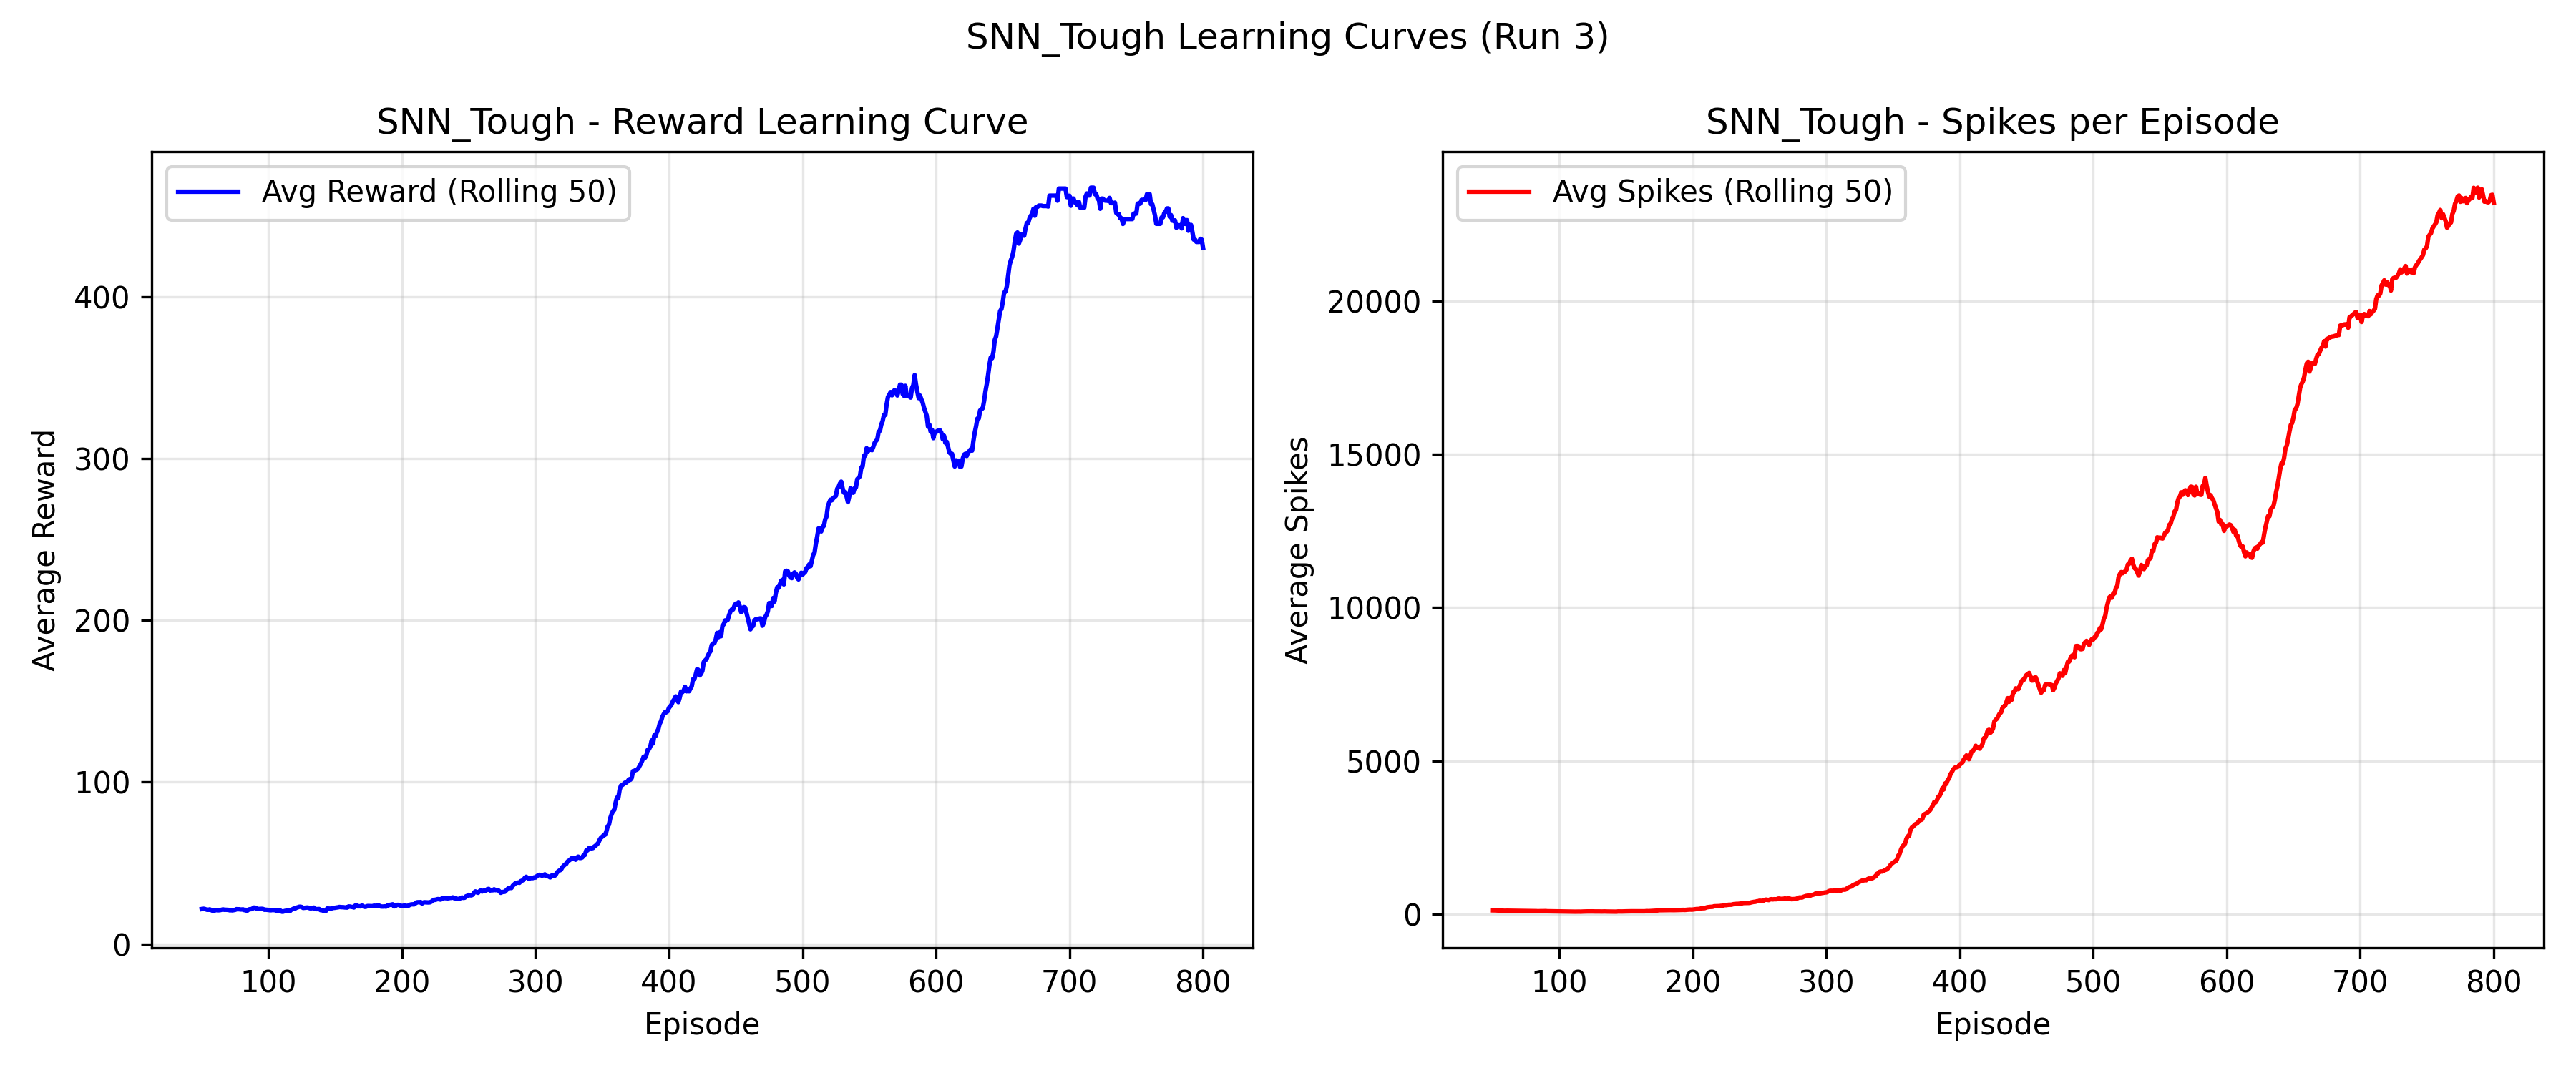 SNN_Tough Learning Curves (Run 3)
SNN_Tough - Reward Learning Curve
Avg Reward (Rolling 50)
Average Reward
400
300
200
100
0
100 200 300 400 500 600 700 800
Episode
SNN_Tough - Spikes per Episode
Avg Spikes (Rolling 50)
Average Spikes
20000
15000
10000
5000
0
100 200 300 400 500 600 700 800
Episode